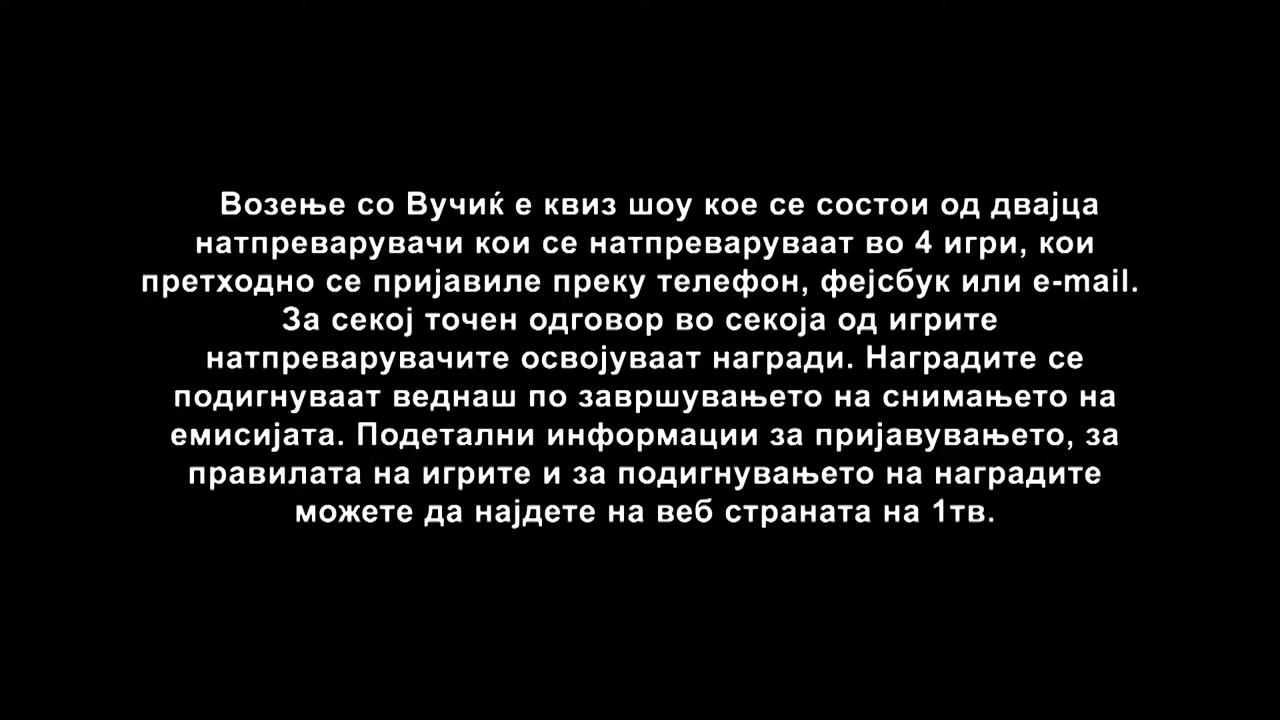 Возење со Вучиќ е квиз шоу кое се состои од двајца
натпреварувачи кои се натпреваруваат во 4 игри, кои
претходно се пријавиле преку телефон, фејсбук или e-mail.
За секој точен одговор во секоја од игрите
натпреварувачите освојуваат награди. Наградите се
подигнуваат веднаш по завршувањето на снимањето на
емисијата. Подетални информации за пријавувањето, за
правилата на игрите и за подигнувањето на наградите
можете да најдете на веб страната на 1тв.